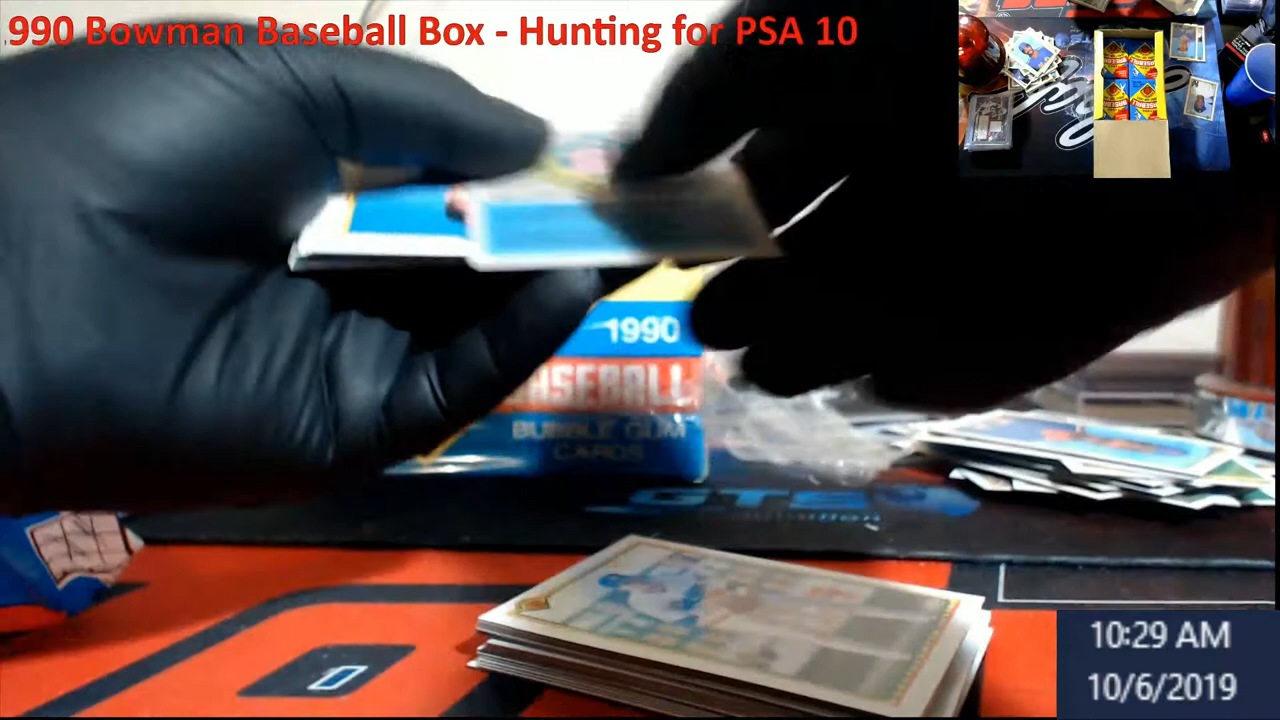 990 Bowman Baseball Box - Hunting for PSA 10
1990
BASEBALL
BUBBLE GUM
CARDS
10:29 AM
10/6/2019